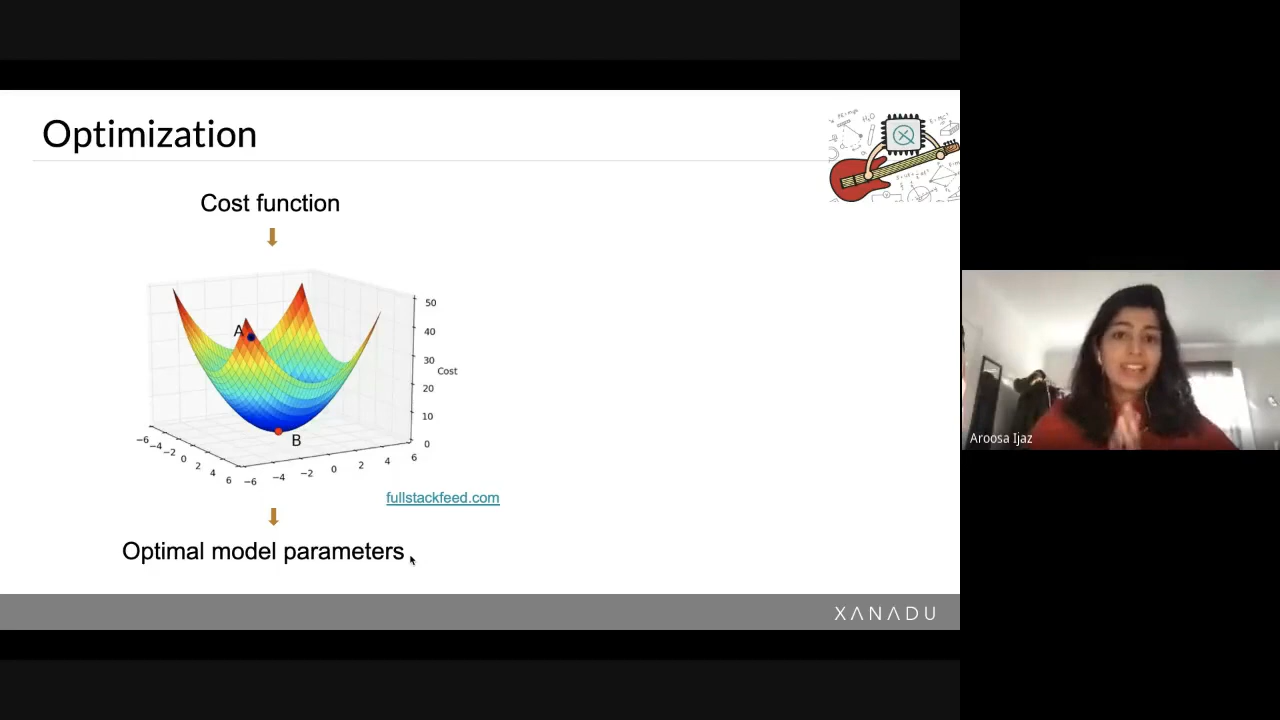 Optimization
Cost function
A
B
50
40
30
20
10
0
Cost
−6
−4
−2
0
2
4
6
−6
−4
−2
0
2
4
6
fullstackfeed.com
Optimal model parameters
XANADU
Aroosa Ijaz